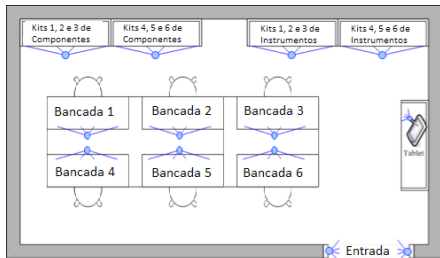 Kits 1, 2 e 3 de
Componentes
Kits 4, 5 e 6 de
Componentes
Kits 1, 2 e 3 de
Instrumentos
Kits 4, 5 e 6 de
Instrumentos
Bancada 1
Bancada 2
Bancada 3
Bancada 4
Bancada 5
Bancada 6
Tablet
Entrada